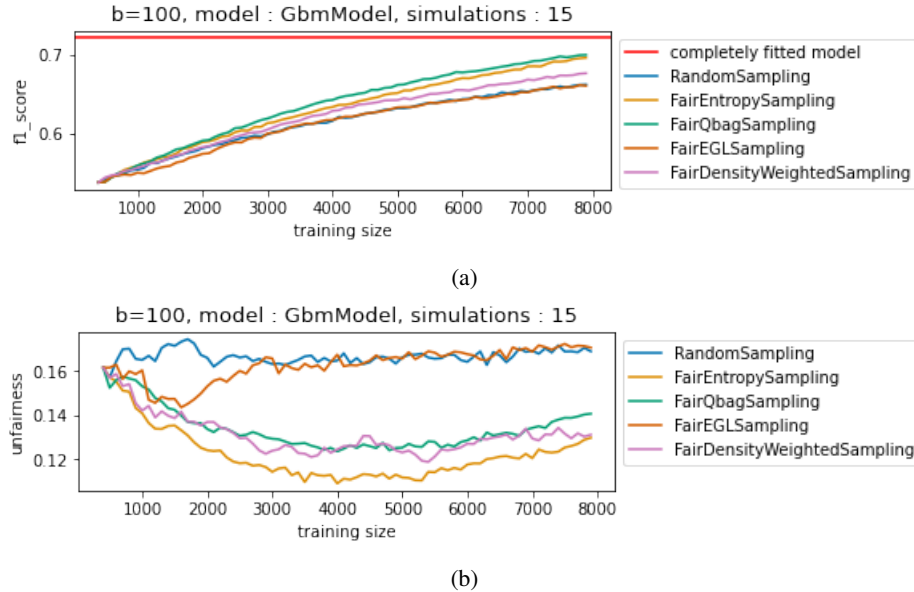 b=100, model : GbmModel, simulations : 15
f1_score
0.7
0.6
1000 2000 3000 4000 5000 6000 7000 8000
training size
completely fitted model
RandomSampling
FairEntropySampling
FairQbagSampling
FairEGLSampling
FairDensityWeightedSampling
(a)
b=100, model : GbmModel, simulations : 15
unfairness
0.16
0.14
0.12
1000 2000 3000 4000 5000 6000 7000 8000
training size
RandomSampling
FairEntropySampling
FairQbagSampling
FairEGLSampling
FairDensityWeightedSampling
(b)